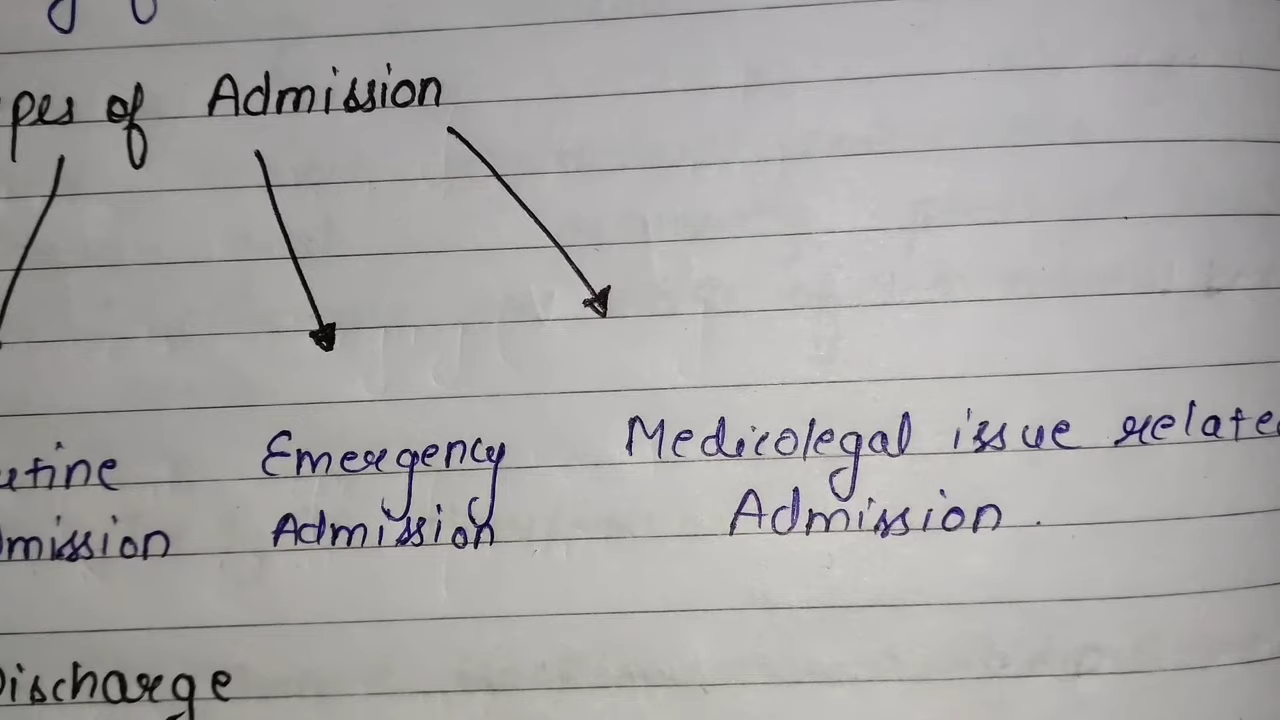 pes of Admission
utine Emergency Medicolegal issue relate
mission Admission Admission.
Discharge